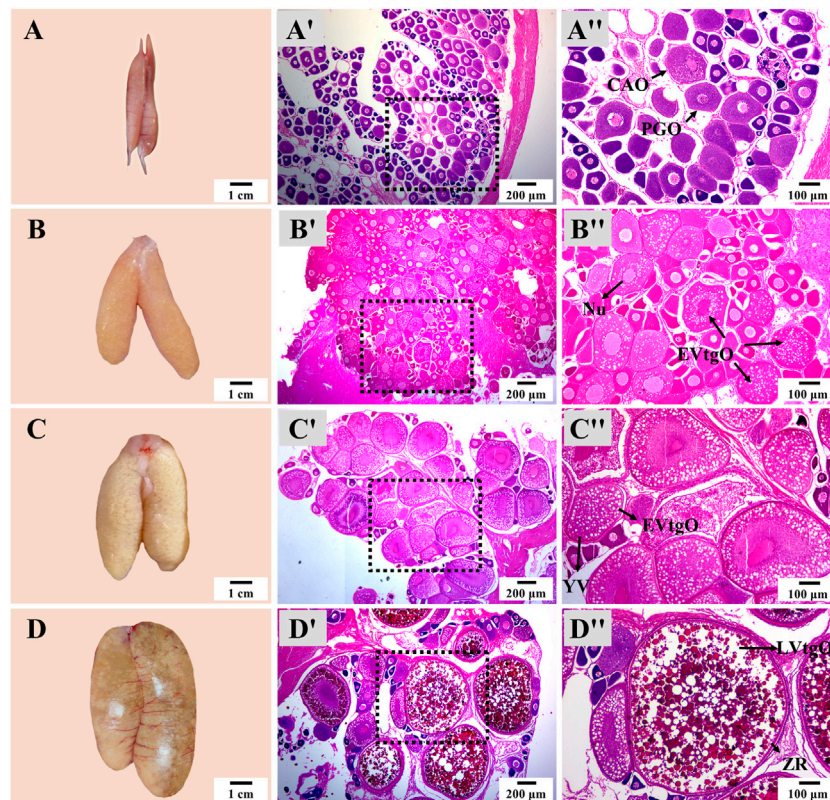 A
1 cm
A'
200 μm
A''
CAO
PGO
100 μm
B
1 cm
B'
200 μm
B''
Nu
EVtgO
100 μm
C
1 cm
C'
200 μm
C''
EVtgO
YV
100 μm
D
1 cm
D'
200 μm
D''
LVtgO
ZR
100 μm